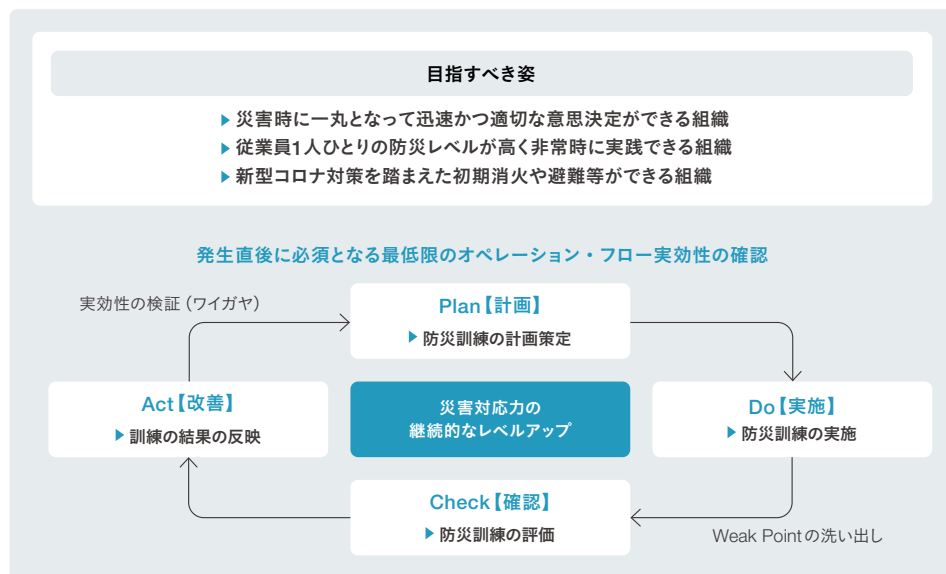 目指すべき姿
▶ 災害時に一丸となって迅速かつ適切な意思決定ができる組織
▶ 従業員1人ひとりの防災レベルが高く非常時に実践できる組織
▶ 新型コロナ対策を踏まえた初期消火や避難等ができる組織
発生直後に必須となる最低限のオペレーション・フロー実効性の確認
実効性の検証（ワイガヤ）
Plan【計画】
▶ 防災訓練の計画策定
Act【改善】
▶ 訓練の結果の反映
災害対応力の
継続的なレベルアップ
Do【実施】
▶ 防災訓練の実施
Check【確認】
▶ 防災訓練の評価
Weak Pointの洗い出し